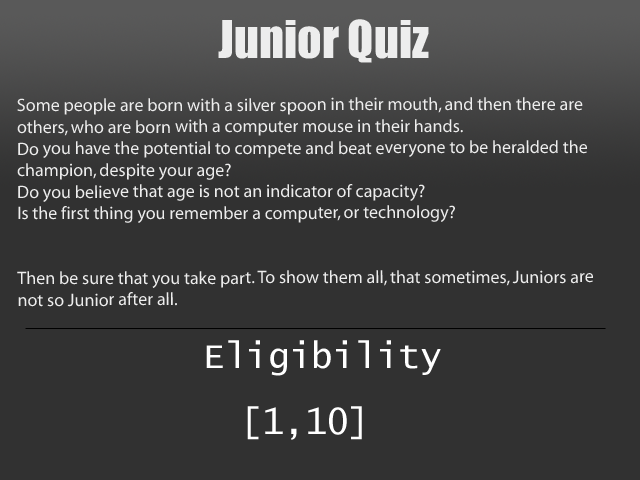 Junior Quiz
Some people are born with a silver spoon in their mouth, and then there are
others, who are born with a computer mouse in their hands.
Do you have the potential to compete and beat everyone to be heralded the
champion, despite your age?
Do you believe that age is not an indicator of capacity?
Is the first thing you remember a computer, or technology?
Then be sure that you take part. To show them all, that sometimes, Juniors are
not so Junior after all.
Eligibility
[1,10]